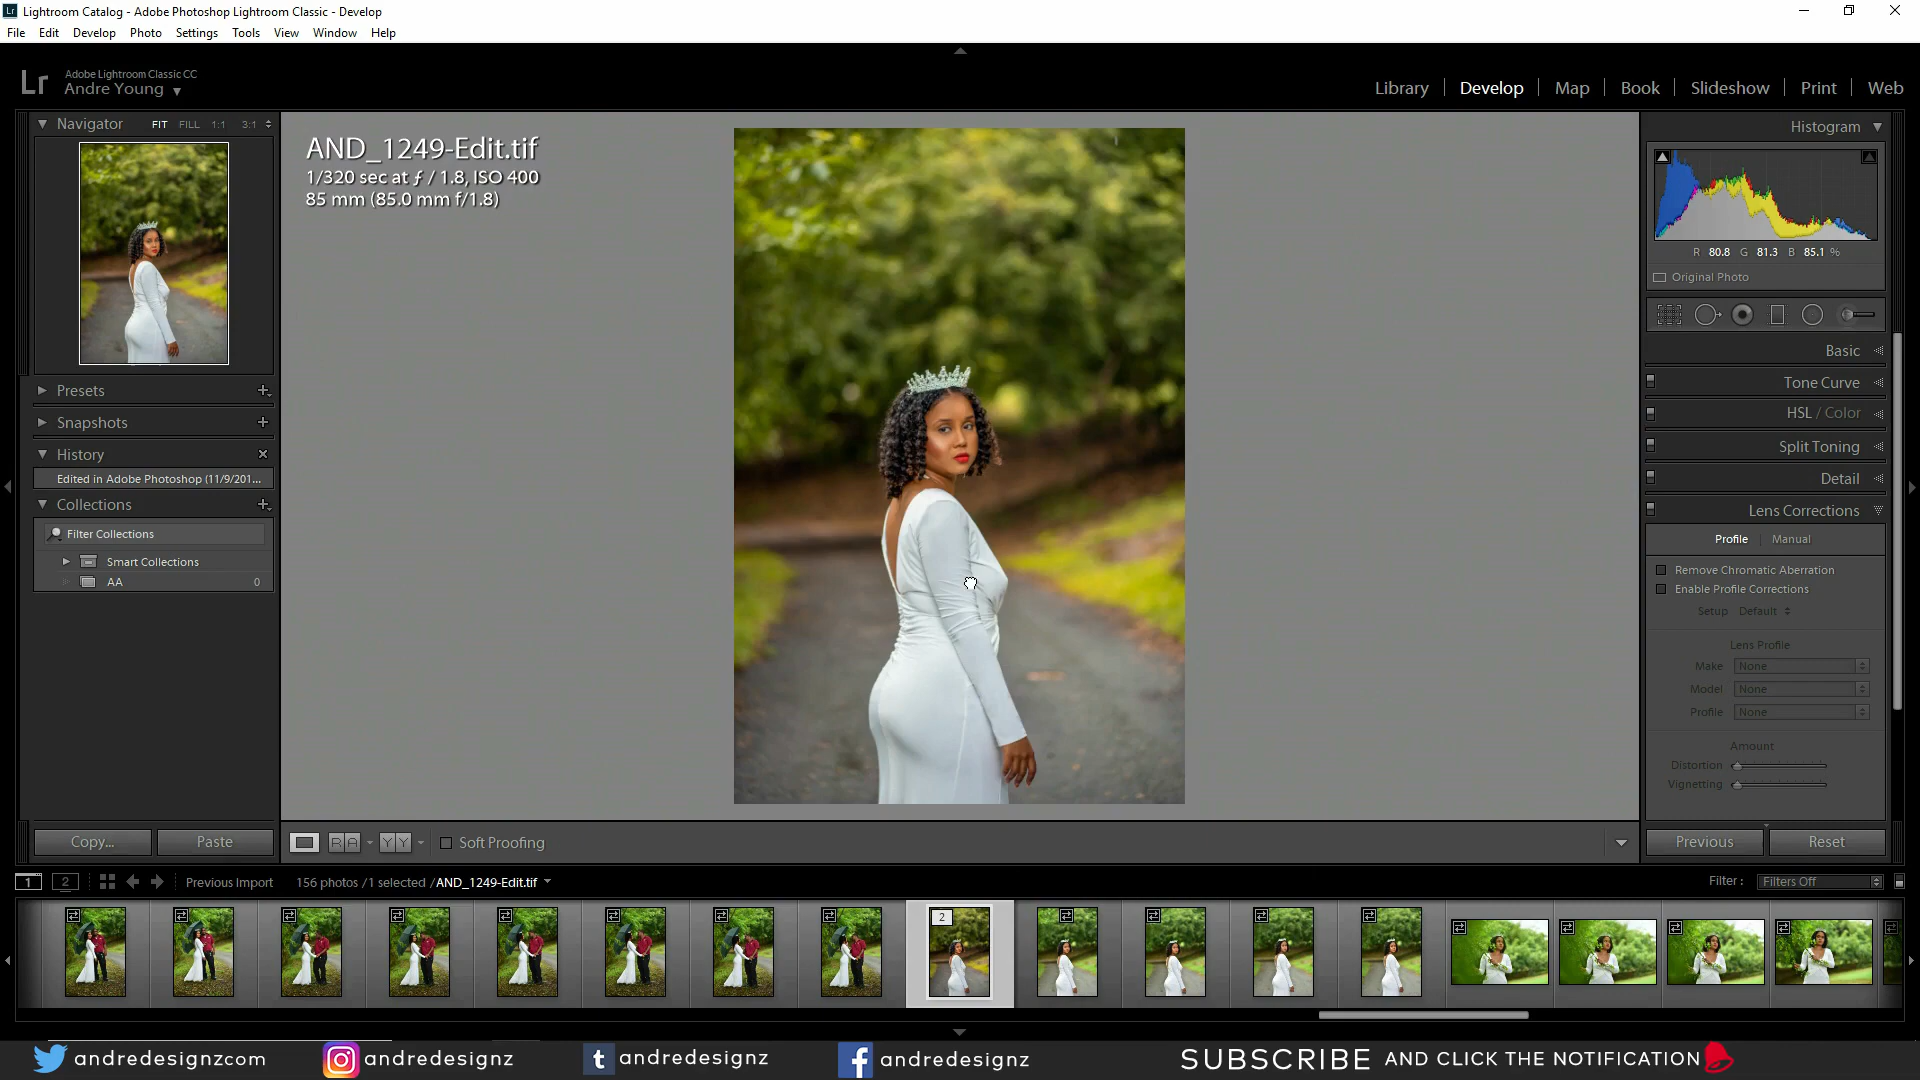 Lightroom Catalog - Adobe Photoshop Lightroom Classic - Develop
File Edit Develop Photo Settings Tools View Window Help
Lr Adobe Lightroom Classic CC
Andre Young
Library Develop Map Book Slideshow Print Web
Navigator FIT FILL 1:1 3:1
AND_1249-Edit.tif
1/320 sec at ƒ / 1.8, ISO 400
85 mm (85.0 mm f/1.8)
Histogram
R 80.8 G 81.3 B 85.1 %
Original Photo
Basic
Tone Curve
HSL / Color
Split Toning
Detail
Lens Corrections
Profile Manual
Remove Chromatic Aberration
Enable Profile Corrections
Setup Default
Lens Profile
Make None
Model None
Profile None
Amount
Distortion
Vignetting
Presets
Snapshots
History
Edited in Adobe Photoshop (11/9/201...
Collections
Filter Collections
Smart Collections
AA 0
Copy... Paste
R A Y Y Soft Proofing
Previous Reset
1 2 Previous Import 156 photos / 1 selected / AND_1249-Edit.tif
Filter : Filters Off
2
andredesignzcom andredesignz t andredesignz f andredesignz SUBSCRIBE AND CLICK THE NOTIFICATION